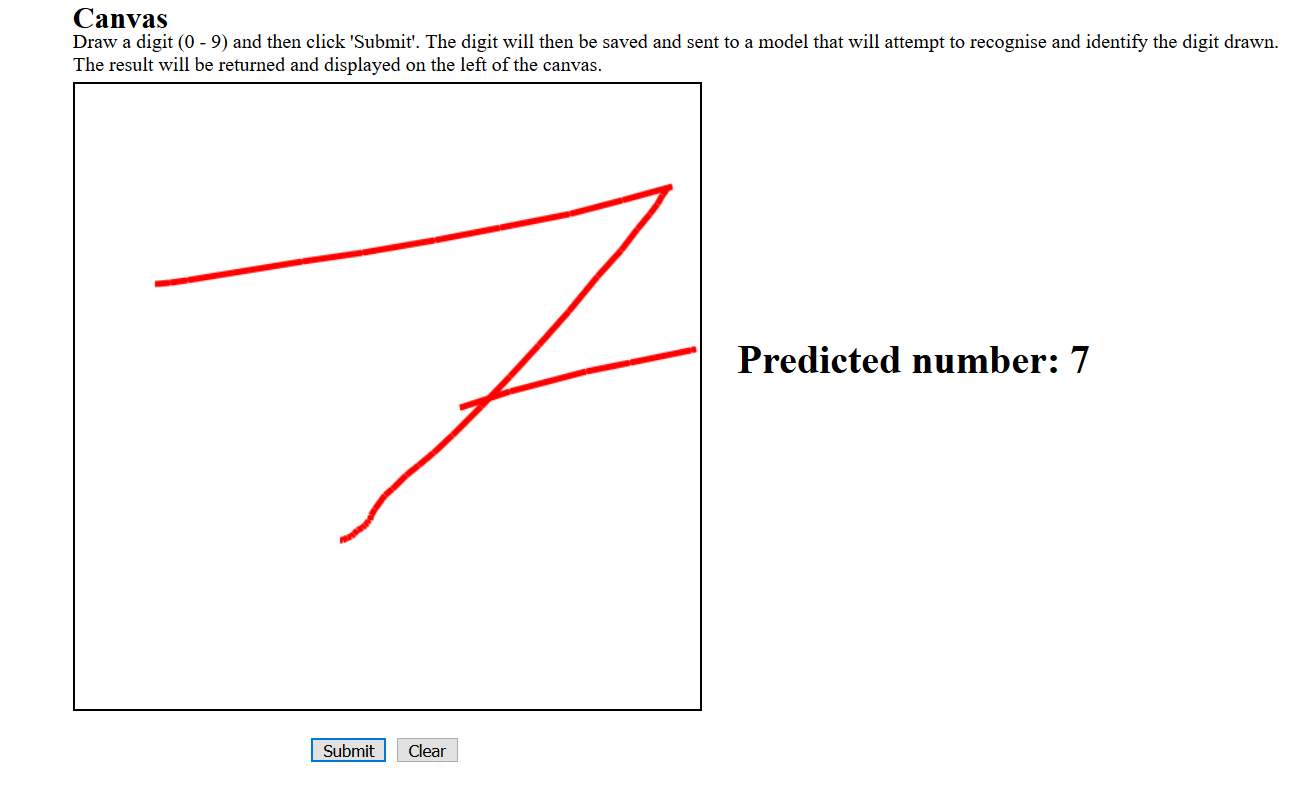 Canvas
Draw a digit (0 - 9) and then click 'Submit'. The digit will then be saved and sent to a model that will attempt to recognise and identify the digit drawn.
The result will be returned and displayed on the left of the canvas.
7
Predicted number: 7
Submit
Clear